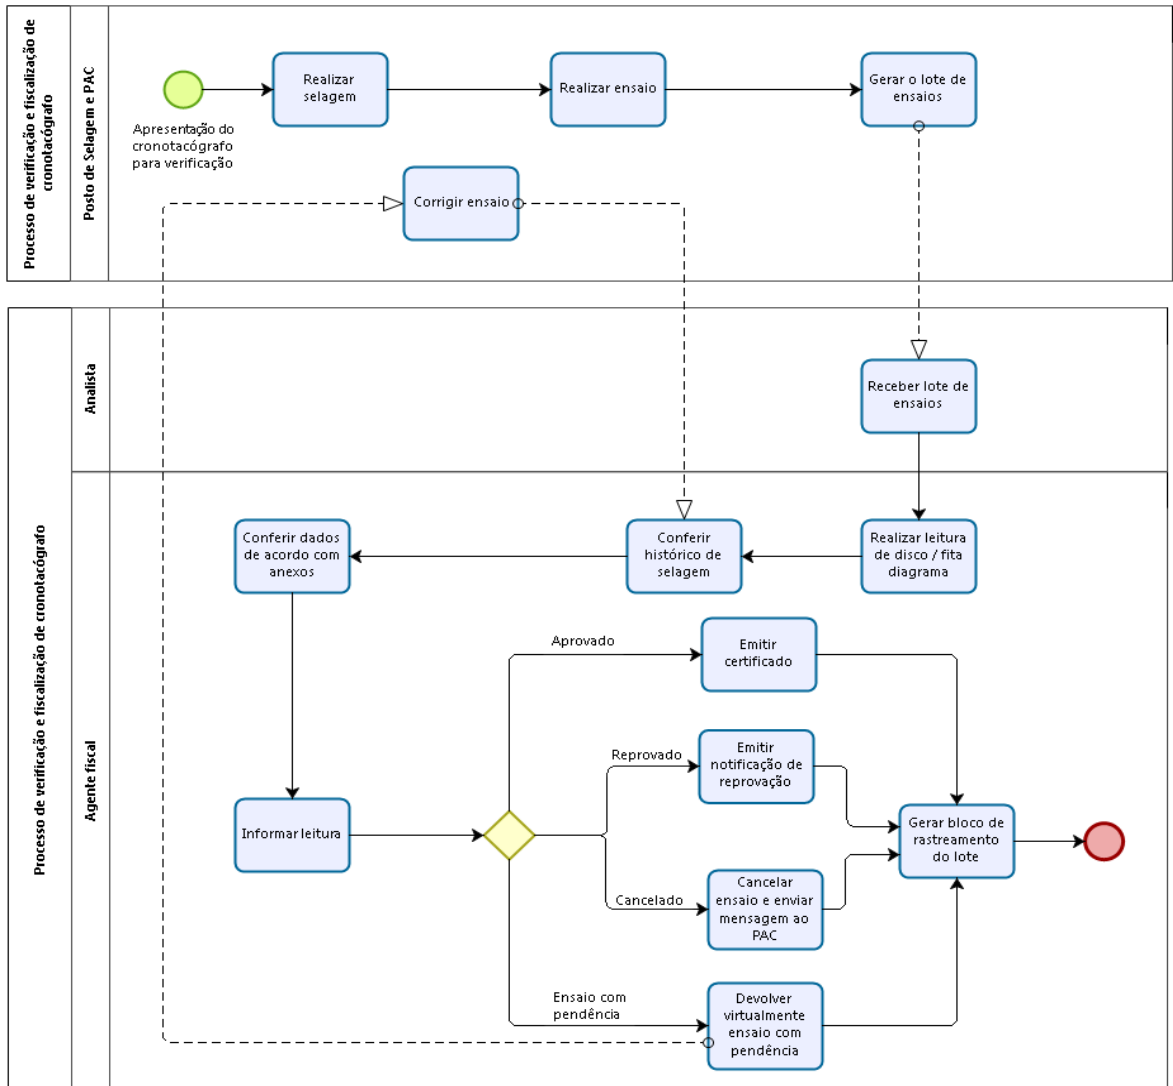 Processo de verificação e fiscalização de
cronotacógrafo
Posto de Selagem e PAC
Realizar
selagem
Realizar ensaio
Gerar o lote de
ensaios
Apresentação do
cronotacógrafo
para verificação
Corrigir ensaio
Processo de verificação e fiscalização de cronotacógrafo
Analista
Receber lote de
ensaios
Agente fiscal
Conferir dados
de acordo com
anexos
Conferir
histórico de
selagem
Realizar leitura
de disco / fita
diagrama
Aprovado
Emitir
certificado
Reprovado
Emitir
notificação de
reprovação
Informar leitura
Gerar bloco de
rastreamento
do lote
Cancelado
Cancelar
ensaio e enviar
mensagem ao
PAC
Ensaio com
pendência
Devolver
virtualmente
ensaio com
pendência